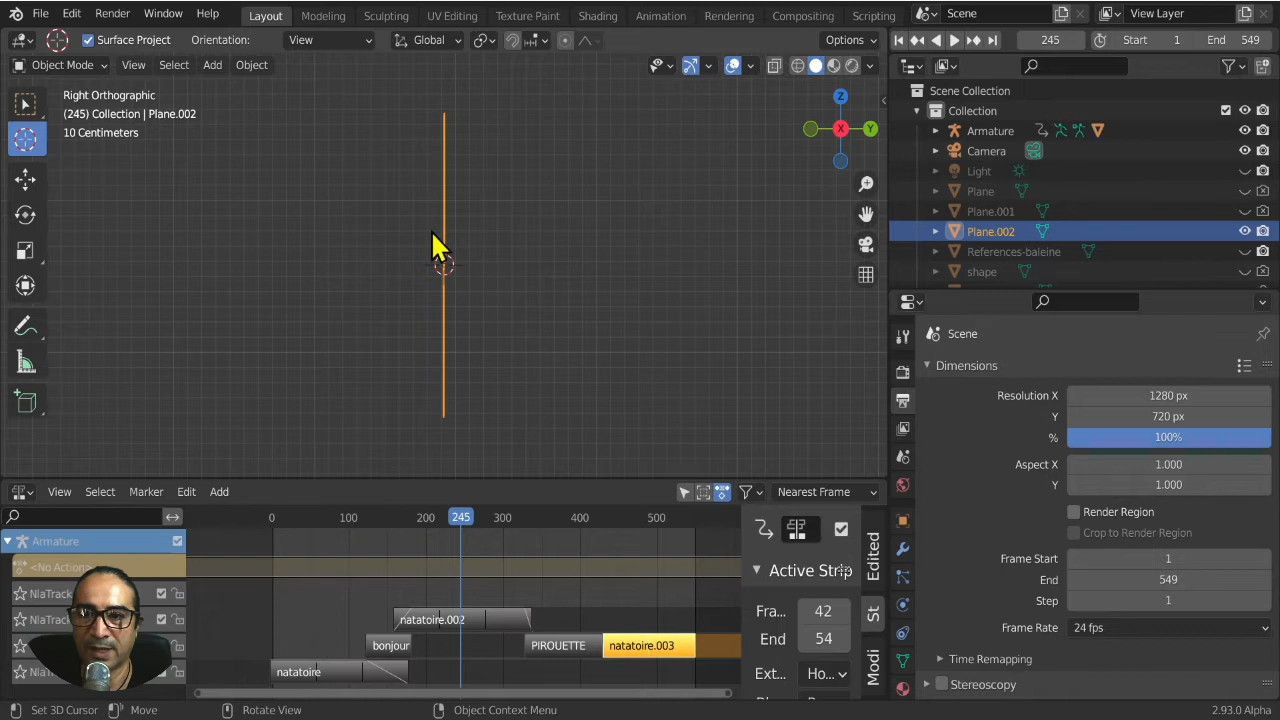 File Edit Render Window Help Layout Modeling Sculpting UV Editing Texture Paint Shading Animation Rendering Compositing Scripting Scene View Layer
Surface Project Orientation: View Global Options 245 Start 1 End 549
Object Mode View Select Add Object
Right Orthographic
(245) Collection | Plane.002
10 Centimeters
Z
X
Y
Scene Collection
Collection
Armature
Camera
Light
Plane
Plane.001
Plane.002
References-baleine
shape
Scene
Dimensions
Resolution X 1280 px
Y 720 px
% 100%
Aspect X 1.000
Y 1.000
Render Region
Crop to Render Region
Frame Start 1
End 549
Step 1
Frame Rate 24 fps
Time Remapping
Stereoscopy
View Select Marker Edit Add Nearest Frame
0 100 200 245 300 400 500
Armature
<No Action>
NlaTrack
NlaTrack natatoire.002
NlaTrack bonjour PIROUETTE natatoire.003
NlaT natatoire
Active Strip
Fra... 42
End 54
Ext... Ho...
Edited
St
Modi
Set 3D Cursor Move Rotate View Object Context Menu 2.93.0 Alpha